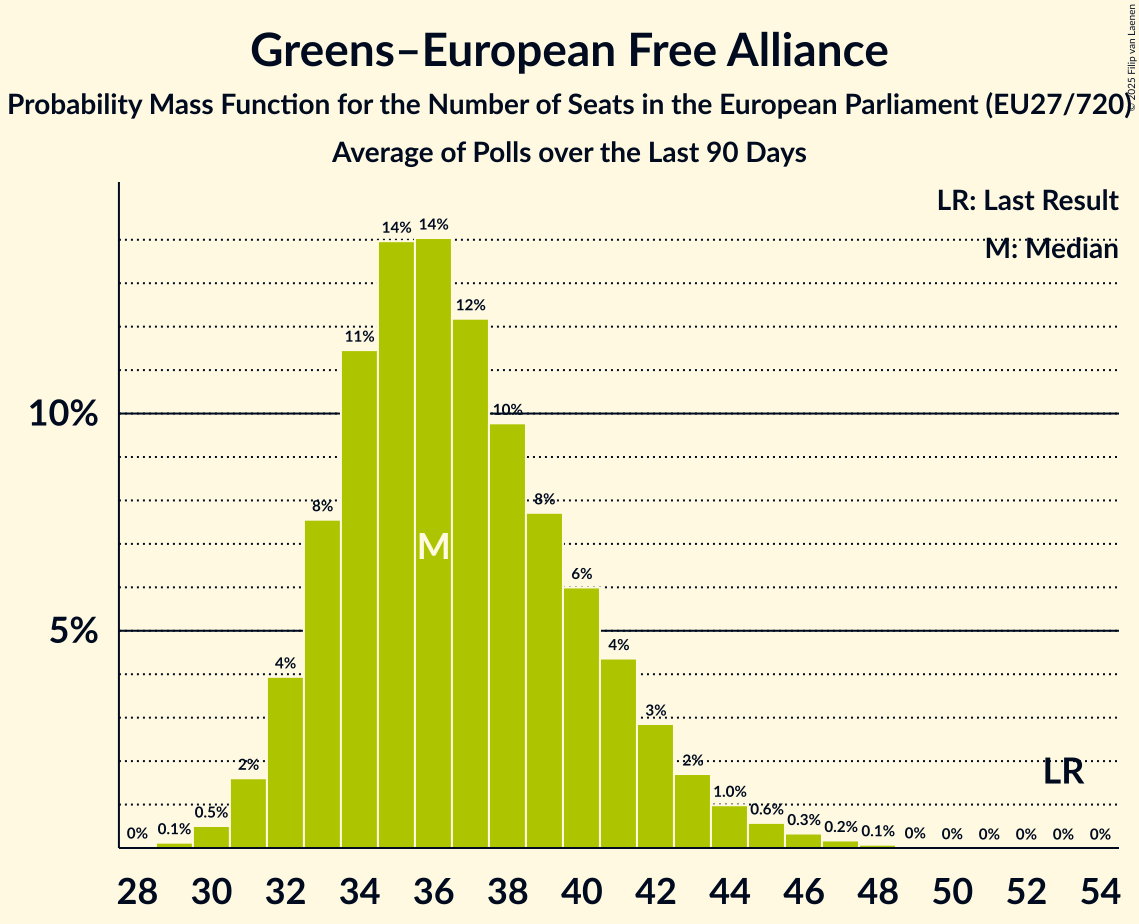 Greens–European Free Alliance
Probability Mass Function for the Number of Seats in the European Parliament (EU27/720)
Average of Polls over the Last 90 Days
© 2025 Filip van Laenen
LR: Last Result
M: Median
14% 14%
12%
11%
10%
10%
8%
8%
M
6%
5%
4%
4%
3%
2%
2%
LR
1.0%
0.5%
0.6%
0.3%
0% 0.1%
0.2% 0.1% 0% 0% 0% 0% 0% 0%
28 30 32 34 36 38 40 42 44 46 48 50 52 54